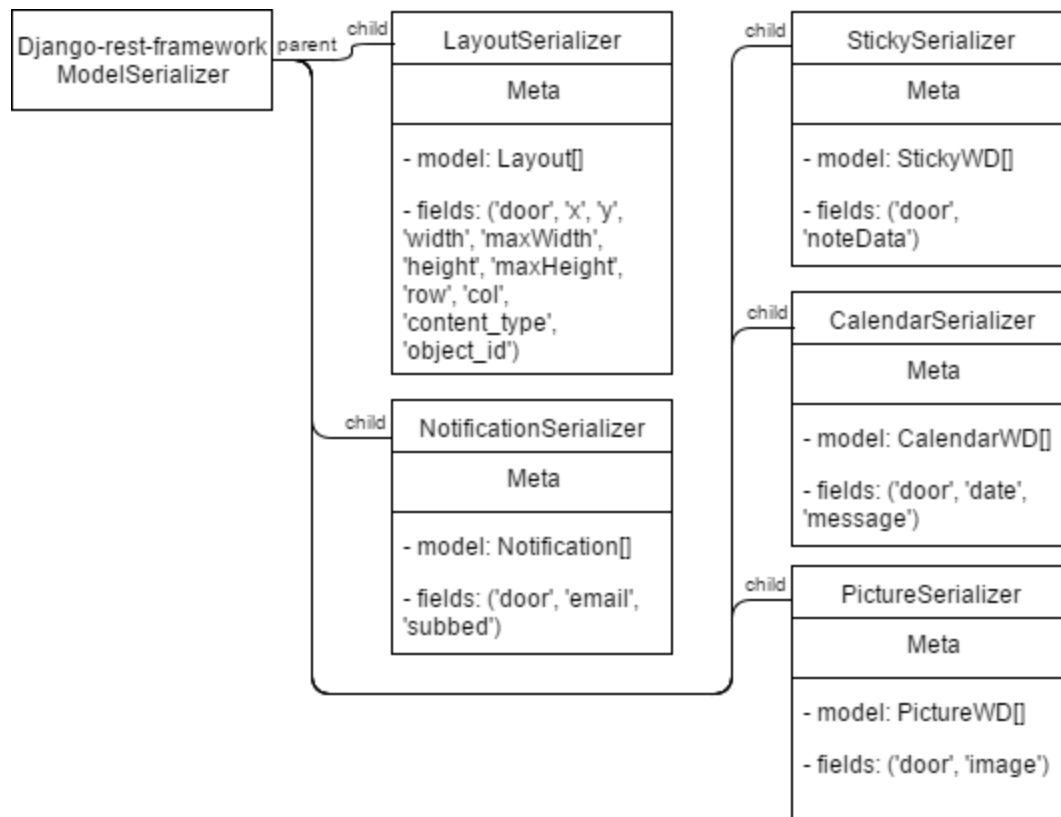 Django-rest-framework
ModelSerializer
parent
child
LayoutSerializer
Meta
- model: Layout[]
- fields: ('door', 'x', 'y',
'width', 'maxWidth',
'height', 'maxHeight',
'row', 'col',
'content_type',
'object_id')
child
NotificationSerializer
Meta
- model: Notification[]
- fields: ('door', 'email',
'subbed')
child
StickySerializer
Meta
- model: StickyWD[]
- fields: ('door',
'noteData')
child
CalendarSerializer
Meta
- model: CalendarWD[]
- fields: ('door', 'date',
'message')
child
PictureSerializer
Meta
- model: PictureWD[]
- fields: ('door', 'image')